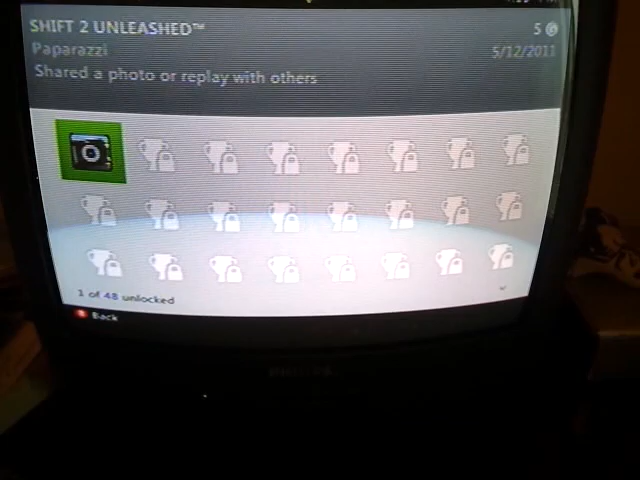 SHIFT 2 UNLEASHED™
5 G
Paparazzi
5/12/2011
Shared a photo or replay with others
1 of 48 unlocked
Back
PHILIPS